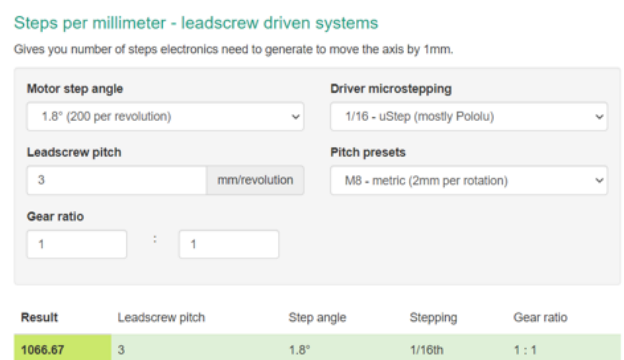 Steps per millimeter - leadscrew driven systems
Gives you number of steps electronics need to generate to move the axis by 1mm.
Motor step angle
Driver microstepping
1.8° (200 per revolution)
1/16 - uStep (mostly Pololu)
Leadscrew pitch
Pitch presets
3 mm/revolution
M8 - metric (2mm per rotation)
Gear ratio
1 : 1
Result Leadscrew pitch Step angle Stepping Gear ratio
1066.67 3 1.8° 1/16th 1 : 1